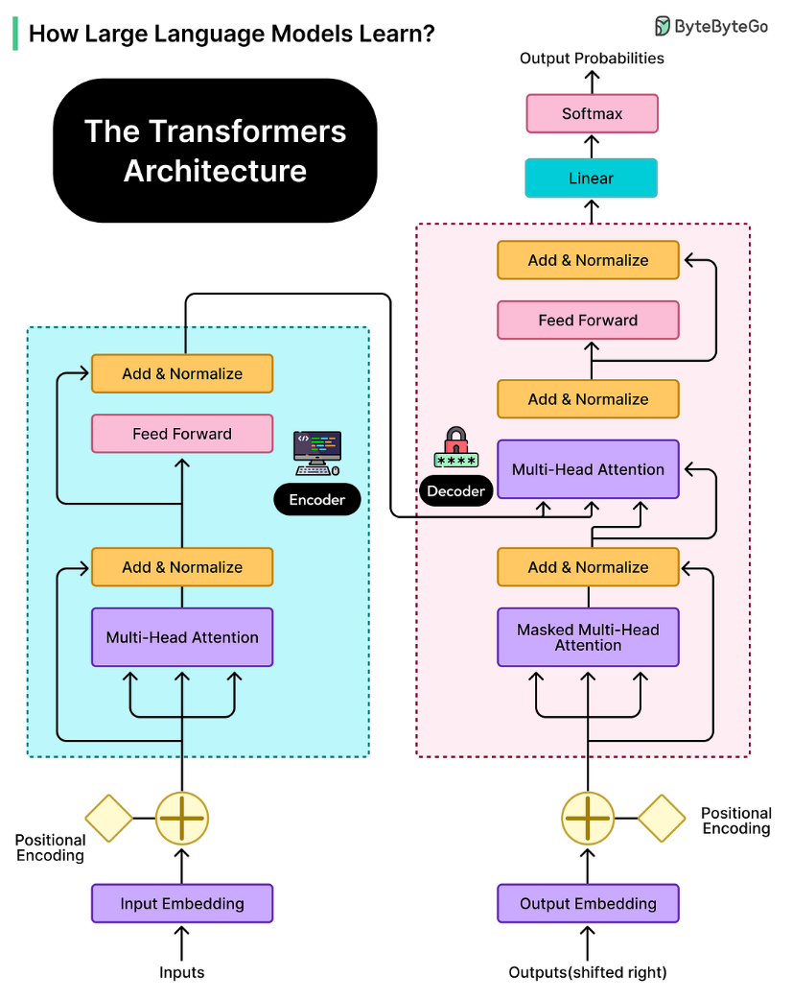 How Large Language Models Learn?
ByteByteGo
The Transformers
Architecture
Output Probabilities
Softmax
Linear
Add & Normalize
Feed Forward
Add & Normalize
Multi-Head Attention
Decoder
****
Add & Normalize
Masked Multi-Head
Attention
Add & Normalize
Feed Forward
</>
Encoder
Add & Normalize
Multi-Head Attention
Positional
Encoding
Input Embedding
Inputs
Positional
Encoding
Output Embedding
Outputs(shifted right)